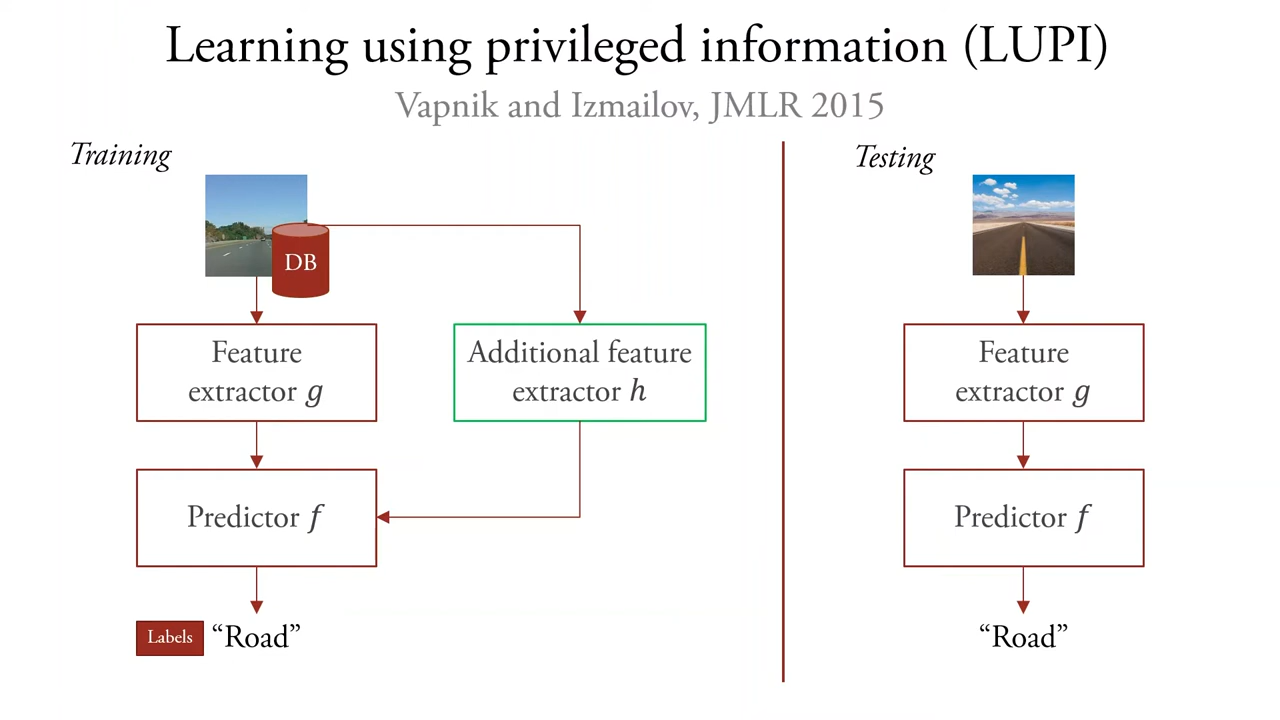 Learning using privileged information (LUPI)
Vapnik and Izmailov, JMLR 2015
Training
DB
Feature
extractor g
Additional feature
extractor h
Predictor f
Labels "Road"
Testing
Feature
extractor g
Predictor f
“Road”